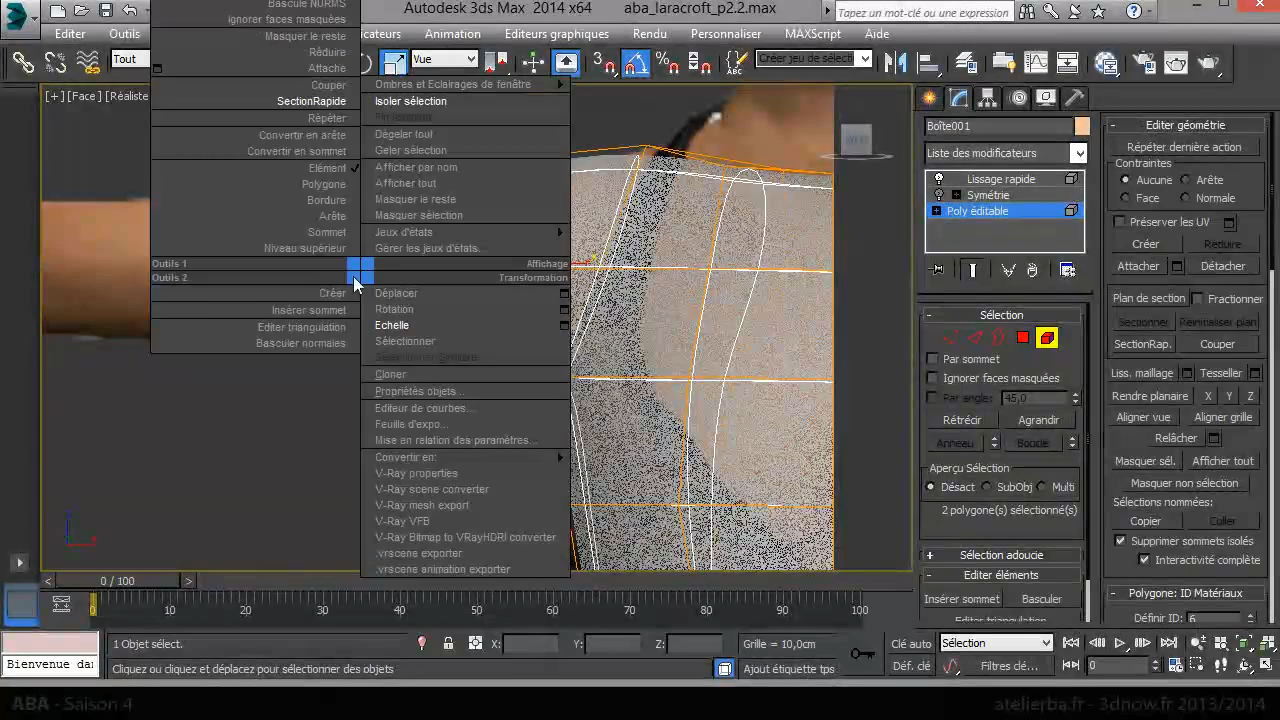 Autodesk 3ds Max 2014 x64 aba_laracroft_p2.2.max
Tapez un mot-clé ou une expression
Editer Outils
cateurs Animation Editeurs graphiques Rendu Personnaliser MAXScript Aide
Tout
Vue
Créer jeu de sélecti
[+] [Face] [Réaliste
Bascule NURMS
Ignorer faces masquées
Masquer le reste
Réduire
Attache
Couper
SectionRapide
Répéter
Convertir en arête
Convertir en sommet
Elément
Polygone
Bordure
Arête
Sommet
Niveau supérieur
Outils 1
Outils 2
Créer
Insérer sommet
Editer triangulation
Basculer normales
Ombres et Eclairages de fenêtre
Isoler sélection
Dégeler tout
Geler sélection
Afficher par nom
Afficher tout
Masquer le reste
Masquer sélection
Jeux d'états
Gérer les jeux d'états...
Affichage
Transformation
Déplacer
Rotation
Echelle
Sélectionner
Sélectionner Similaire
Cloner
Propriétés objets...
Editeur de courbes...
Feuille d'expo...
Mise en relation des paramètres...
Convertir en:
V-Ray properties
V-Ray scene converter
V-Ray mesh export
V-Ray VFB
V-Ray Bitmap to VRayHDRI converter
.vrscene exporter
.vrscene animation exporter
Boîte001
Liste des modificateurs
Lissage rapide
Symétrie
Poly éditable
Sélection
Par sommet
Ignorer faces masquées
Par angle: 45,0
Rétrécir Agrandir
Anneau Boucle
Aperçu Sélection
Désact SubObj Multi
2 polygone(s) sélectionné(s)
Sélection adoucie
Editer éléments
Insérer sommet Basculer
Editer triangulation
Editer géométrie
Répéter dernière action
Contraintes
Aucune Arête
Face Normale
Préserver les UV
Créer Réduire
Attacher Détacher
Plan de section Fractionner
Sectionner Réinitialiser plan
SectionRap. Couper
Liss. maillage Tesseller
Rendre planaire X Y Z
Aligner vue Aligner grille
Relâcher
Masquer sél. Afficher tout
Masquer non sélection
Sélections nommées:
Copier Coller
Supprimer sommets isolés
Interactivité complète
Polygone: ID Matériaux
Définir ID: 6
0 / 100
0 10 20 30 40 50 60 70 80 90 100
1 Objet sélect.
X: Y: Z:
Grille = 10,0cm
Clé auto
Sélection
Bienvenue da
Cliquez ou cliquez et déplacez pour sélectionner des objets
Ajout étiquette tps
Déf. clé
Filtres clé...
0
ABA - Saison 4
atelierba.fr - 3dnow.fr 2013/2014